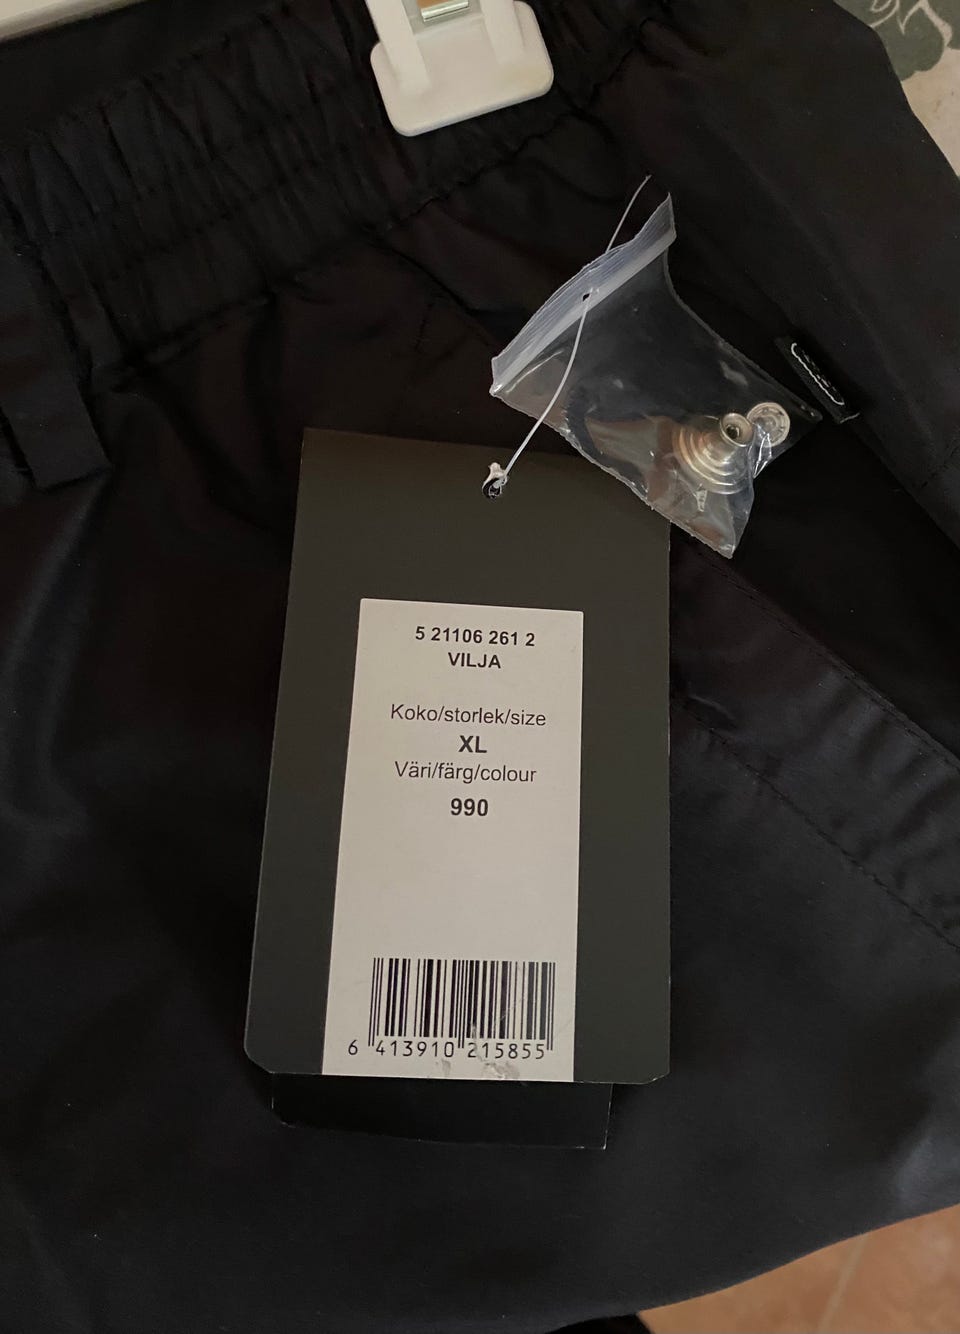 5 21106 261 2
VILJA
Koko/storlek/size
XL
Väri/färg/colour
990
6 413910 215855